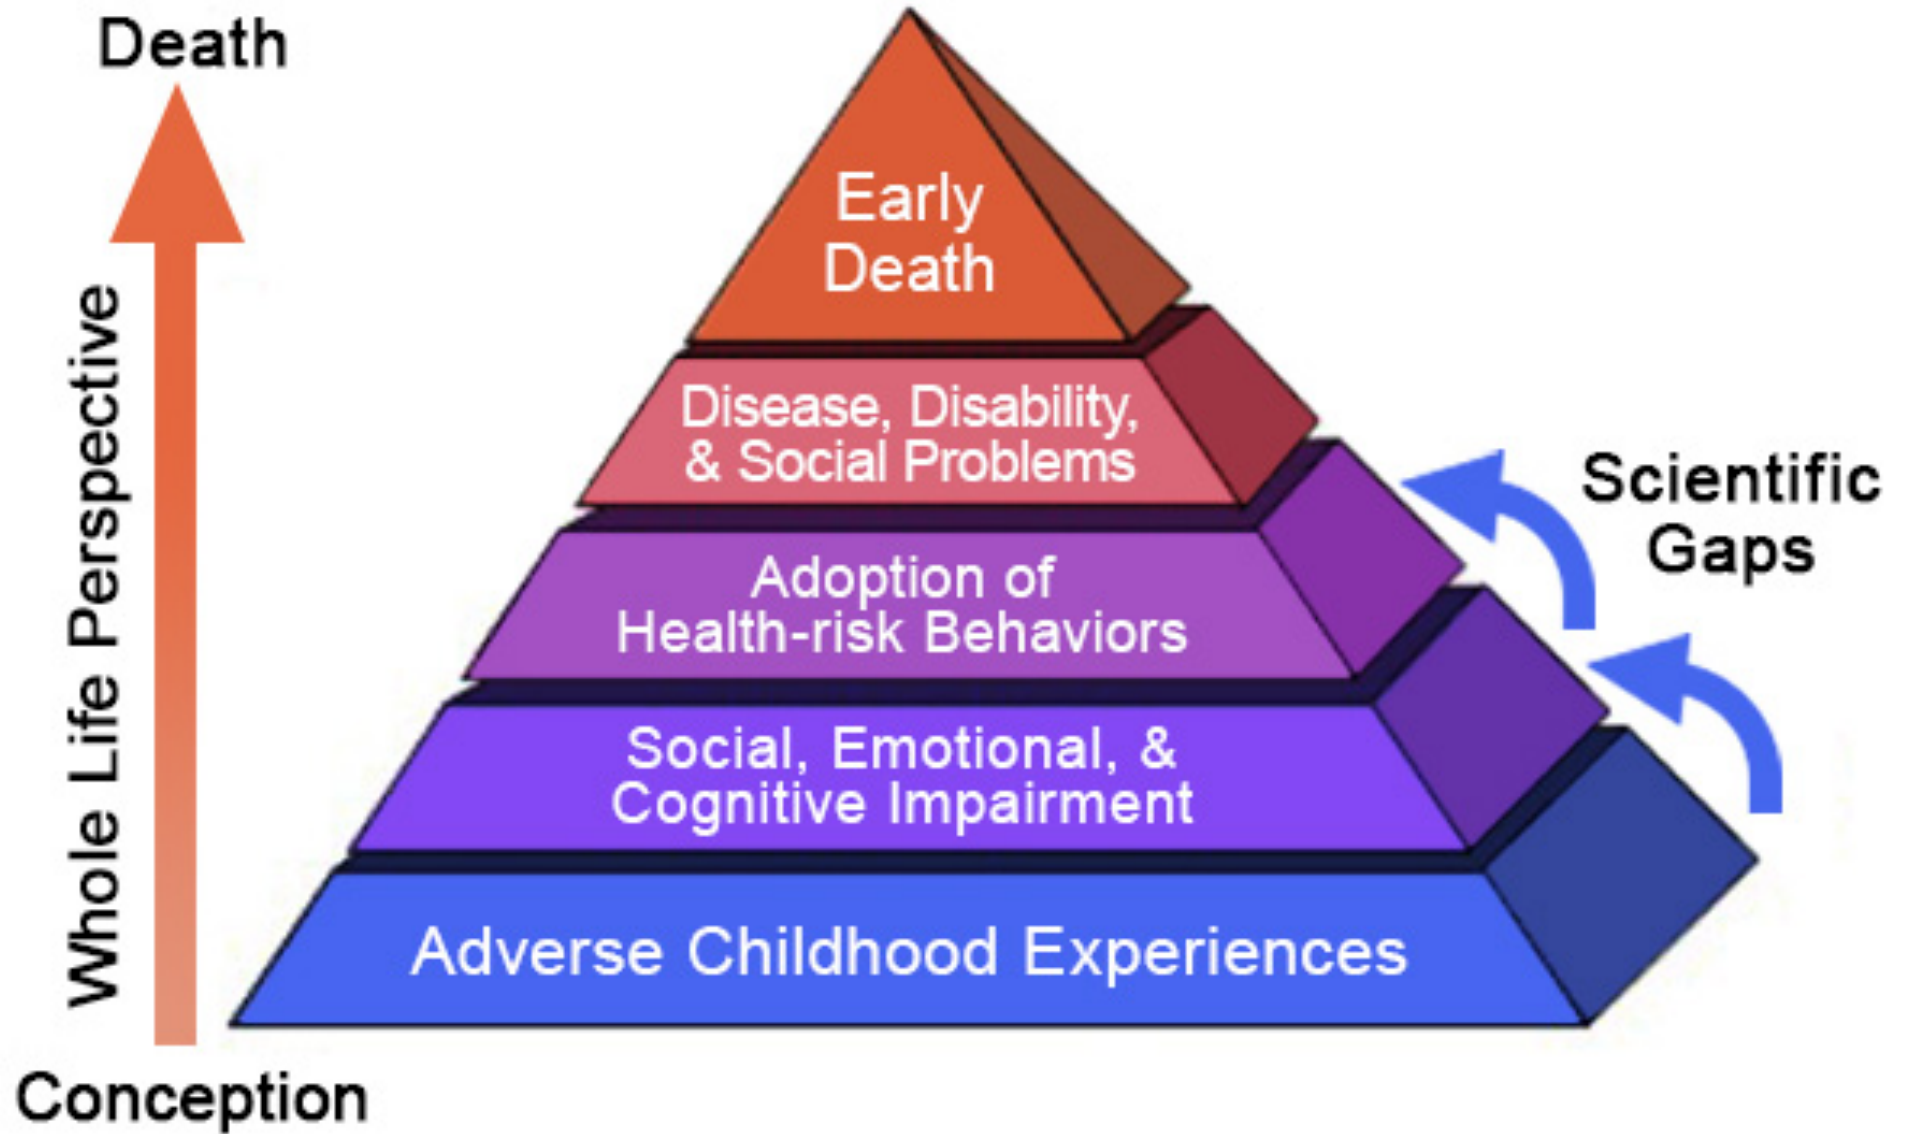 Death
Whole Life Perspective
Conception
Early
Death
Disease, Disability,
& Social Problems
Adoption of
Health-risk Behaviors
Social, Emotional, &
Cognitive Impairment
Adverse Childhood Experiences
Scientific
Gaps